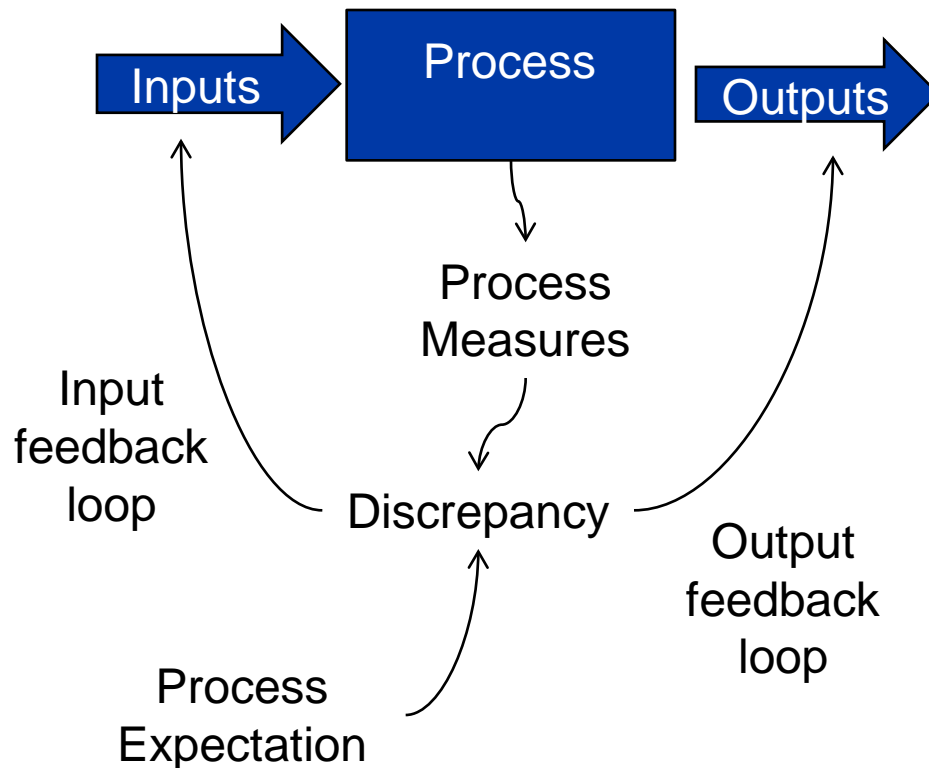 Inputs
Process
Outputs
Process
Measures
Input
feedback
loop
Discrepancy
Output
feedback
loop
Process
Expectation